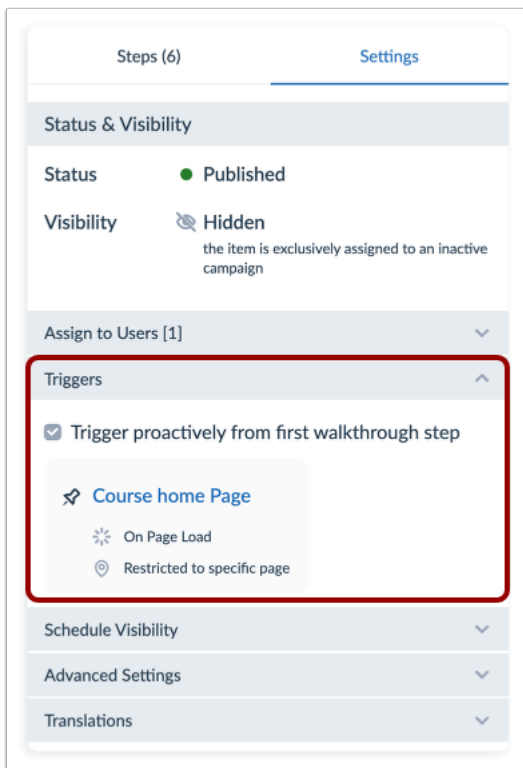 Steps (6)
Settings
Status & Visibility
Status
Published
Visibility
Hidden
the item is exclusively assigned to an inactive
campaign
Assign to Users [1]
Triggers
Trigger proactively from first walkthrough step
Course home Page
On Page Load
Restricted to specific page
Schedule Visibility
Advanced Settings
Translations